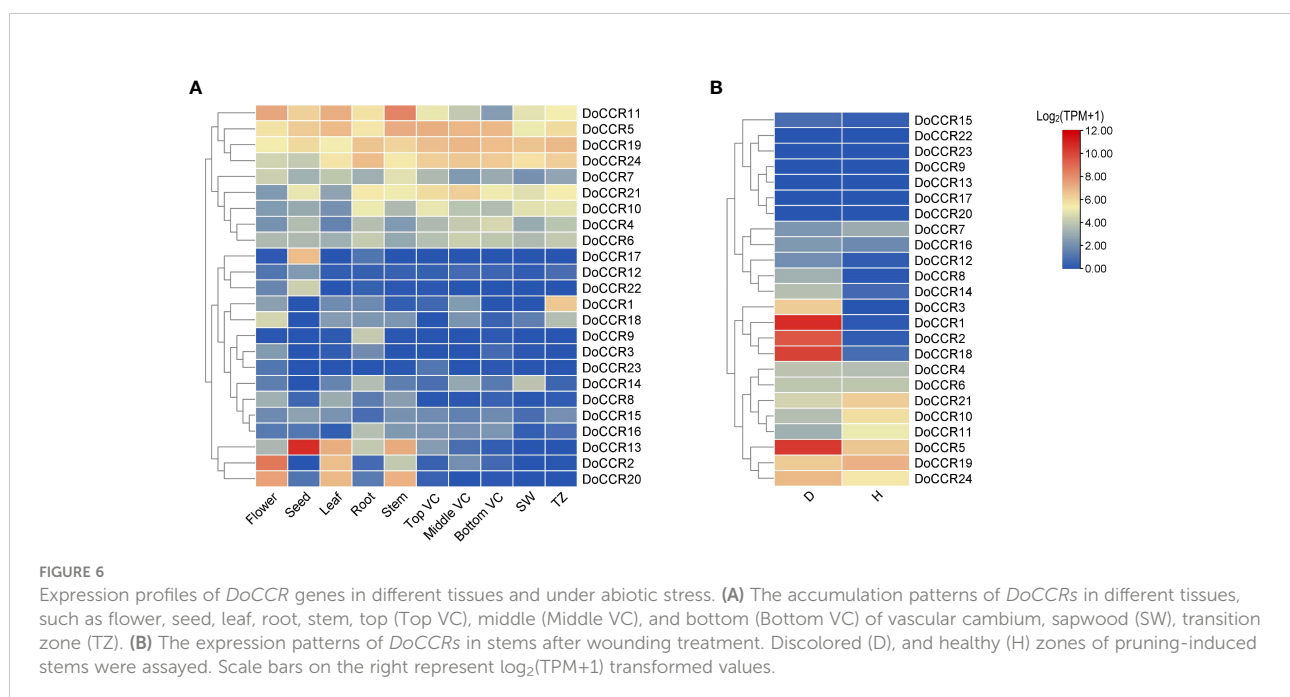 A
DoCCR11
DoCCR5
DoCCR19
DoCCR24
DoCCR7
DoCCR21
DoCCR10
DoCCR4
DoCCR6
DoCCR17
DoCCR12
DoCCR22
DoCCR1
DoCCR18
DoCCR9
DoCCR3
DoCCR23
DoCCR14
DoCCR8
DoCCR15
DoCCR16
DoCCR13
DoCCR2
DoCCR20
Flower Seed Leaf Root Stem Top VC Middle VC Bottom VC SW TZ
B
DoCCR15
DoCCR22
DoCCR23
DoCCR9
DoCCR13
DoCCR17
DoCCR20
DoCCR7
DoCCR16
DoCCR12
DoCCR8
DoCCR14
DoCCR3
DoCCR1
DoCCR2
DoCCR18
DoCCR4
DoCCR6
DoCCR21
DoCCR10
DoCCR11
DoCCR5
DoCCR19
DoCCR24
D H
Log2(TPM+1)
12.00
10.00
8.00
6.00
4.00
2.00
0.00
FIGURE 6
Expression profiles of DoCCR genes in different tissues and under abiotic stress. (A) The accumulation patterns of DoCCRs in different tissues,
such as flower, seed, leaf, root, stem, top (Top VC), middle (Middle VC), and bottom (Bottom VC) of vascular cambium, sapwood (SW), transition
zone (TZ). (B) The expression patterns of DoCCRs in stems after wounding treatment. Discolored (D), and healthy (H) zones of pruning-induced
stems were assayed. Scale bars on the right represent log2(TPM+1) transformed values.